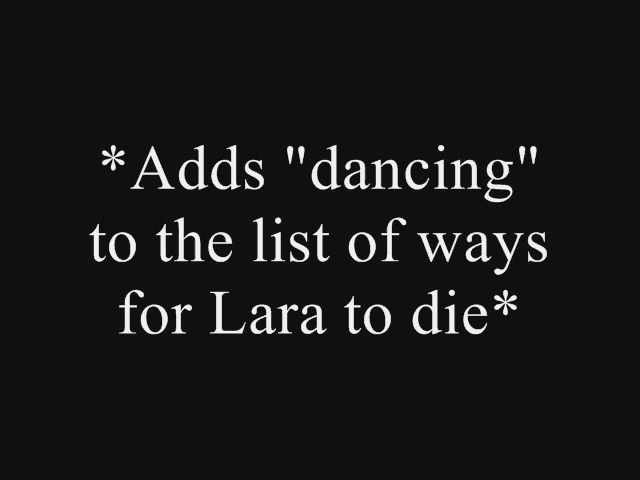 *Adds "dancing"
to the list of ways
for Lara to die*